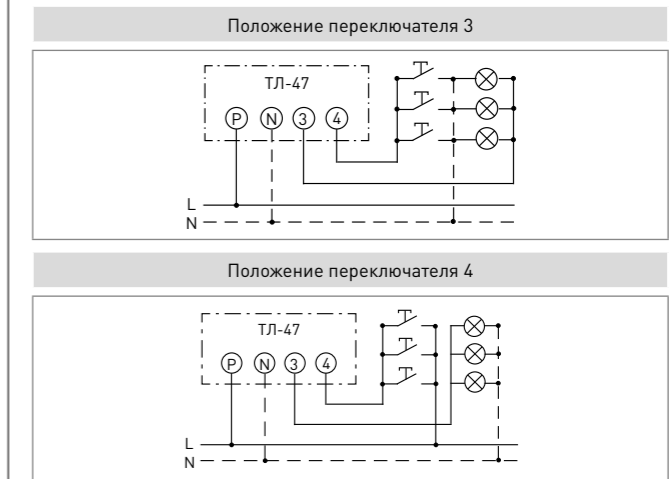 Положение переключателя 3
ТЛ-47
P N 3 4
L
N
Положение переключателя 4
ТЛ-47
P N 3 4
L
N